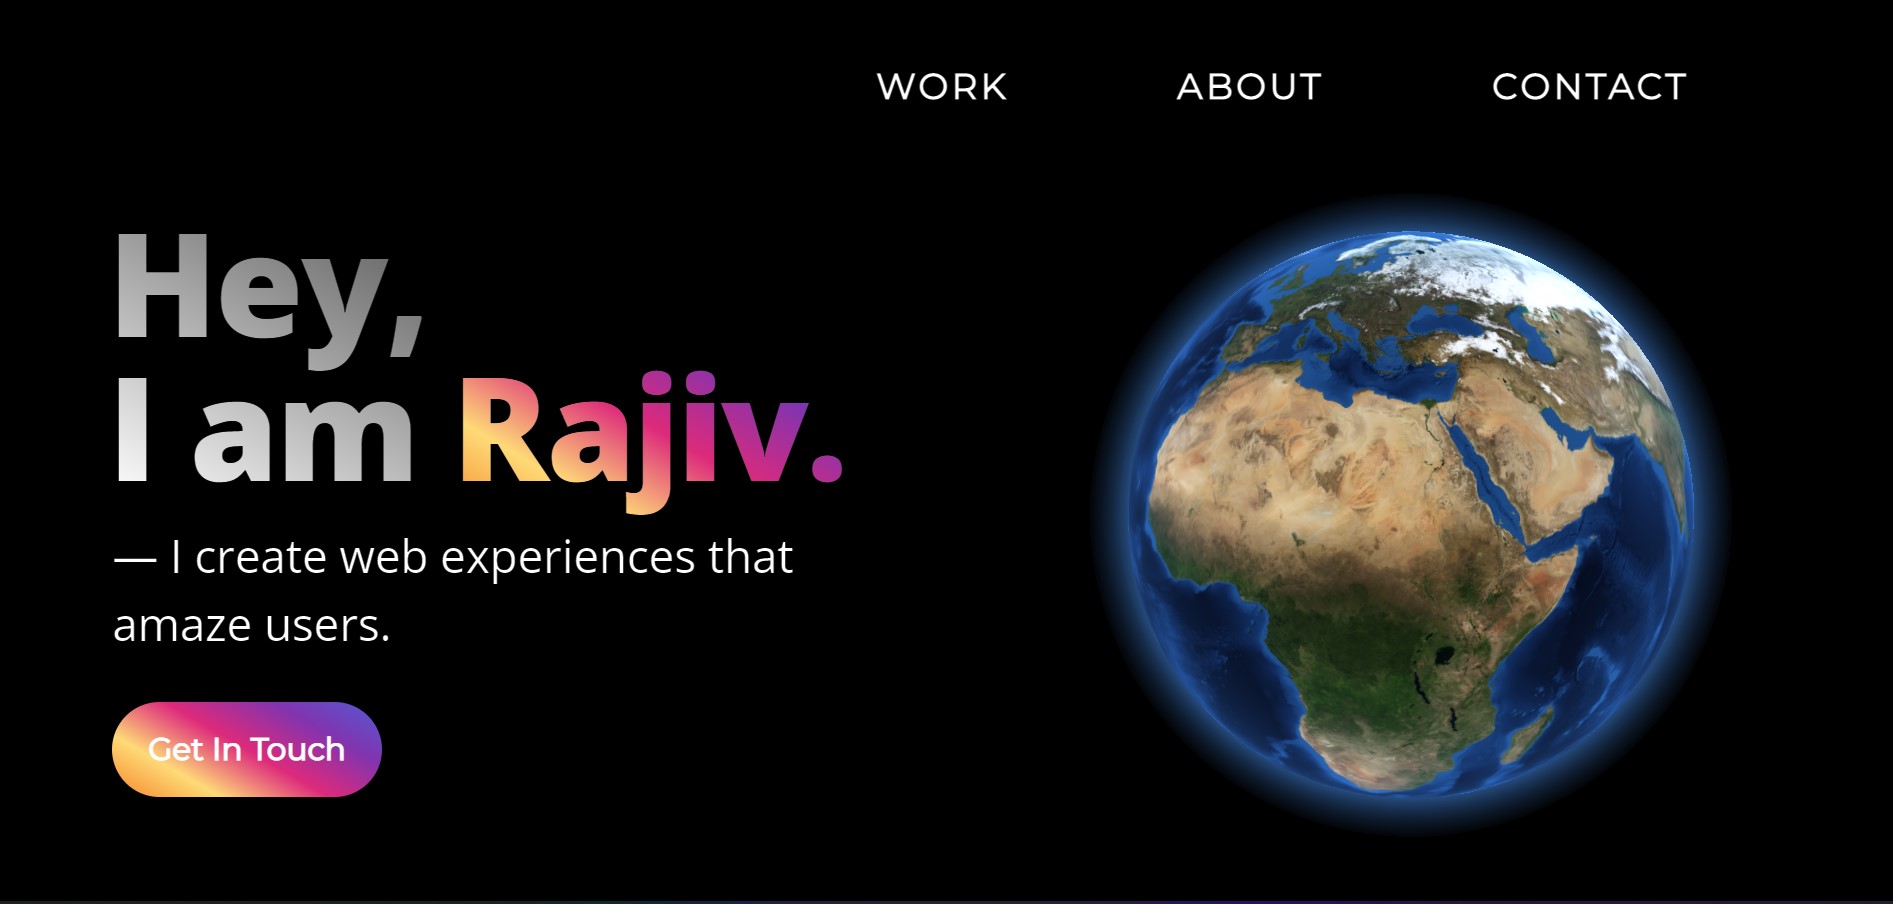 WORK ABOUT CONTACT
Hey,
I am Rajiv.
— I create web experiences that
amaze users.
Get In Touch